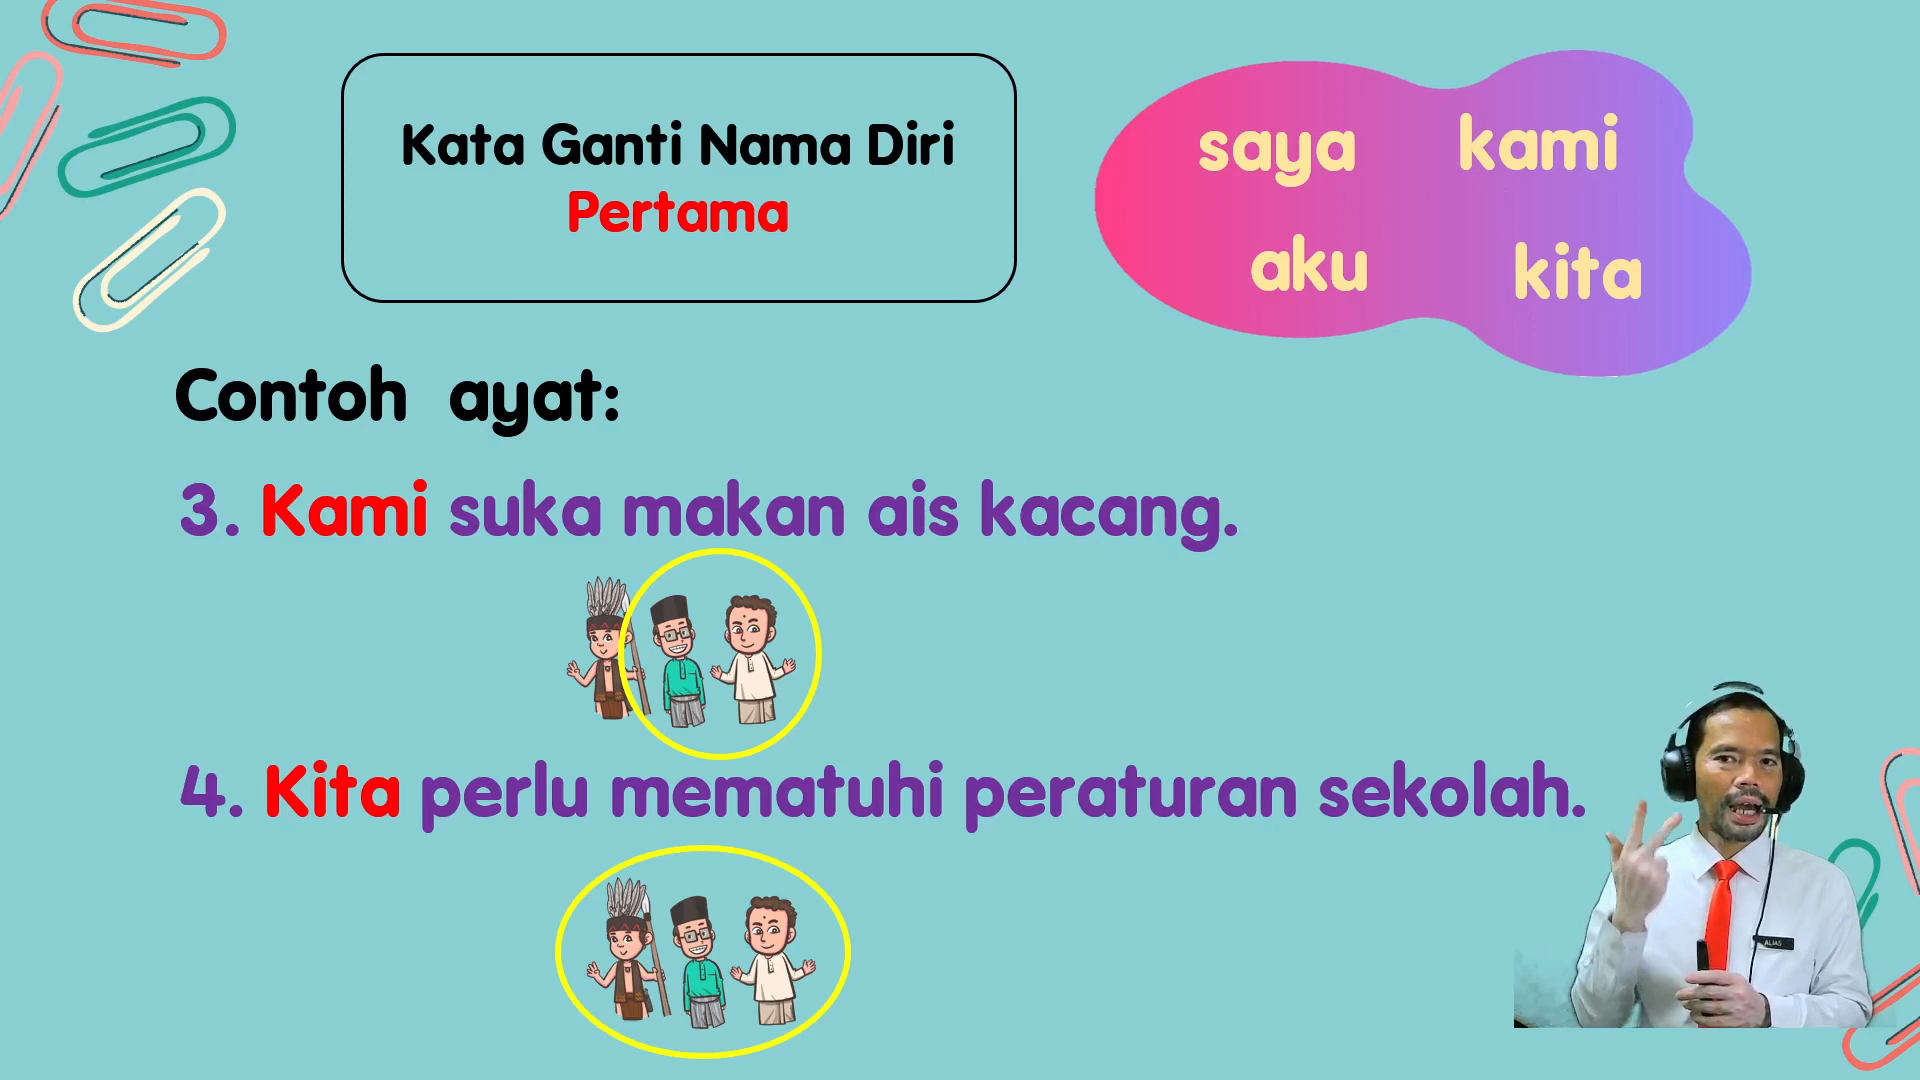 Kata Ganti Nama Diri
Pertama
saya kami
aku kita
Contoh ayat:
3. Kami suka makan ais kacang.
4. Kita perlu mematuhi peraturan sekolah.
ALIAS